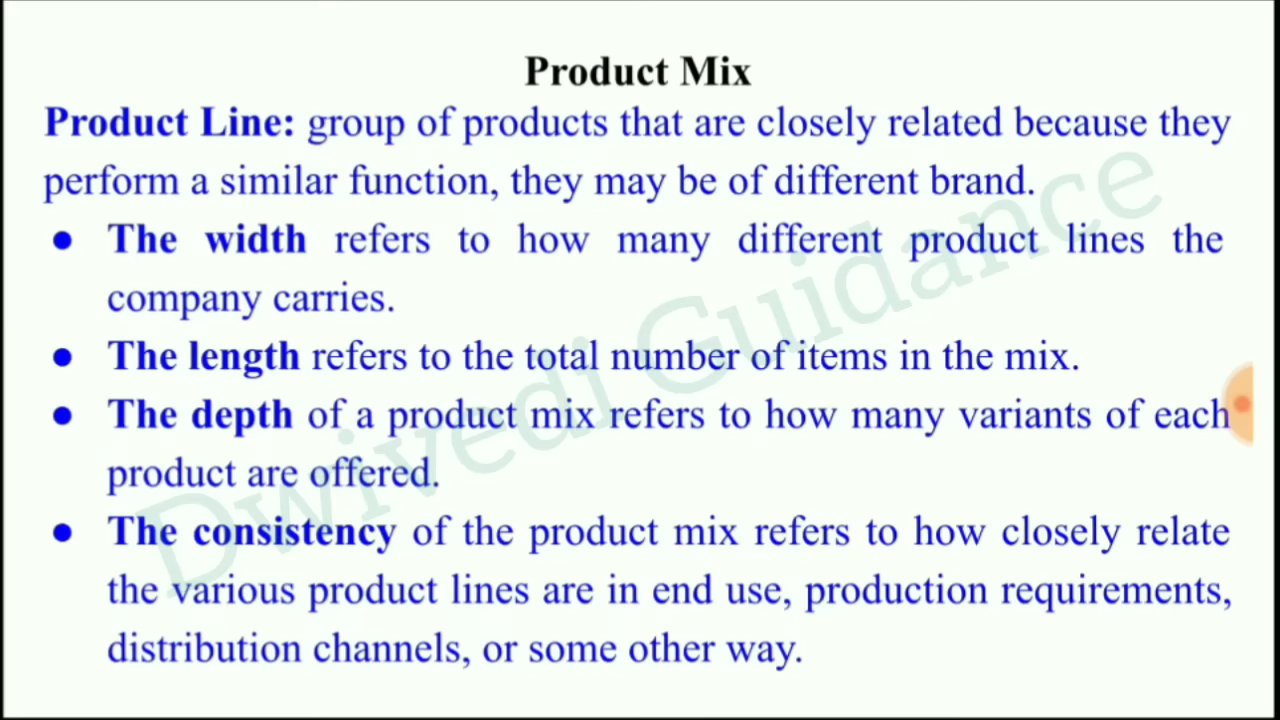 Product Mix
Product Line: group of products that are closely related because they
perform a similar function, they may be of different brand.
● The width refers to how many different product lines the
company carries.
● The length refers to the total number of items in the mix.
● The depth of a product mix refers to how many variants of each
product are offered.
● The consistency of the product mix refers to how closely relate
the various product lines are in end use, production requirements,
distribution channels, or some other way.
Dwivedi Guidance